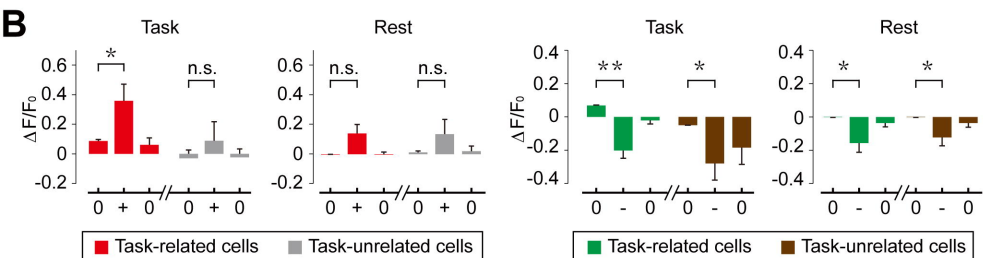 B
Task Rest Task Rest
* n.s. n.s. n.s. ** * * *
Δ F/F₀ Δ F/F₀
0.6 0.4 0.2 0 -0.2
0.6 0.4 0.2 0 -0.2
0.4 0.2 0 -0.2 -0.4
0.4 0.2 0 -0.2 -0.4
0 + 0 0 + 0 0 + 0 0 + 0 0 - 0 0 - 0 0 - 0 0 - 0
Task-related cells Task-unrelated cells Task-related cells Task-unrelated cells